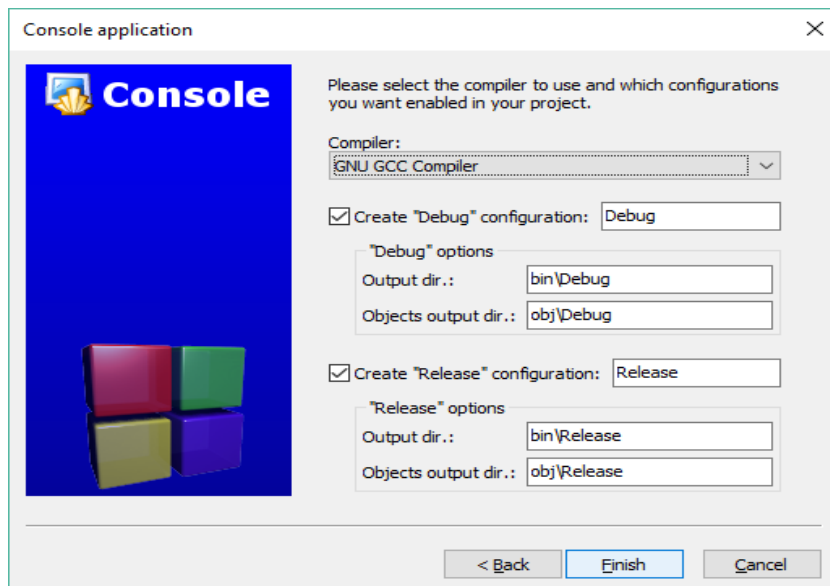 Console application
Console
Please select the compiler to use and which configurations
you want enabled in your project.
Compiler:
GNU GCC Compiler
Create "Debug" configuration: Debug
"Debug" options
Output dir.: bin\Debug
Objects output dir.: obj\Debug
Create "Release" configuration: Release
"Release" options
Output dir.: bin\Release
Objects output dir.: obj\Release
< Back Finish Cancel